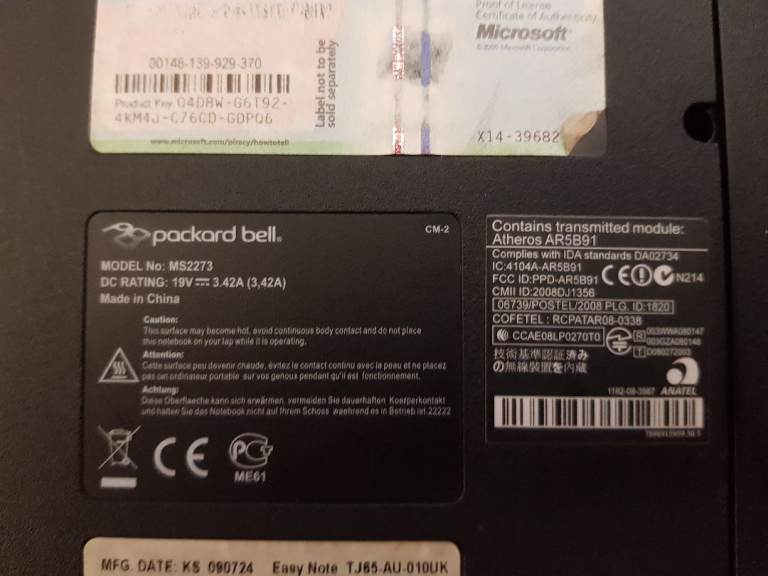 Proof of License
Certificate of Authenticity
Microsoft
00148-139-929-370
Label not to be
sold separately
Product Key: 04D8W-G6T92-
4KM4J-C76CD-GDPQ6
www.microsoft.com/piracy/howtotell
X14-39682
packard bell
CM-2
MODEL No: MS2273
DC RATING: 19V 3.42A (3,42A)
Made in China
Caution:
This surface may become hot, avoid continuous body contact and do not place
this notebook on your lap while it is operating.
Attention:
Cette surface peu devenir chaude, évitez le contact continu avec la peau et ne placez
pas cet ordinateur portable sur vos genoux pendant qu'il est fonctionnement.
Achtung:
Diese Oberflaeche kann sich erwärmen, vermeiden Sie dauerhaften Koerperkontakt
und halten Sie das Notebook nicht auf Ihrem Schoss waehrend es in Betrieb ist.22222
CE
PG
ME61
Contains transmitted module:
Atheros AR5B91
Complies with IDA standards DA02734
IC:4104A-AR5B91
FCC ID:PPD-AR5B91
CE N214
CMII ID:2008DJ1356
06739/POSTEL/2008 PLG. ID:1820
COFETEL : RCPATAR08-0338
CCAE08LP0270T0
R 003WWA080147
003GZA080148
T D080272003
技術基準認証済み
の無線装置を内蔵
1192-08-3987 ANATEL
MFG. DATE: KS 090724 Easy Note TJ65-AU-010UK